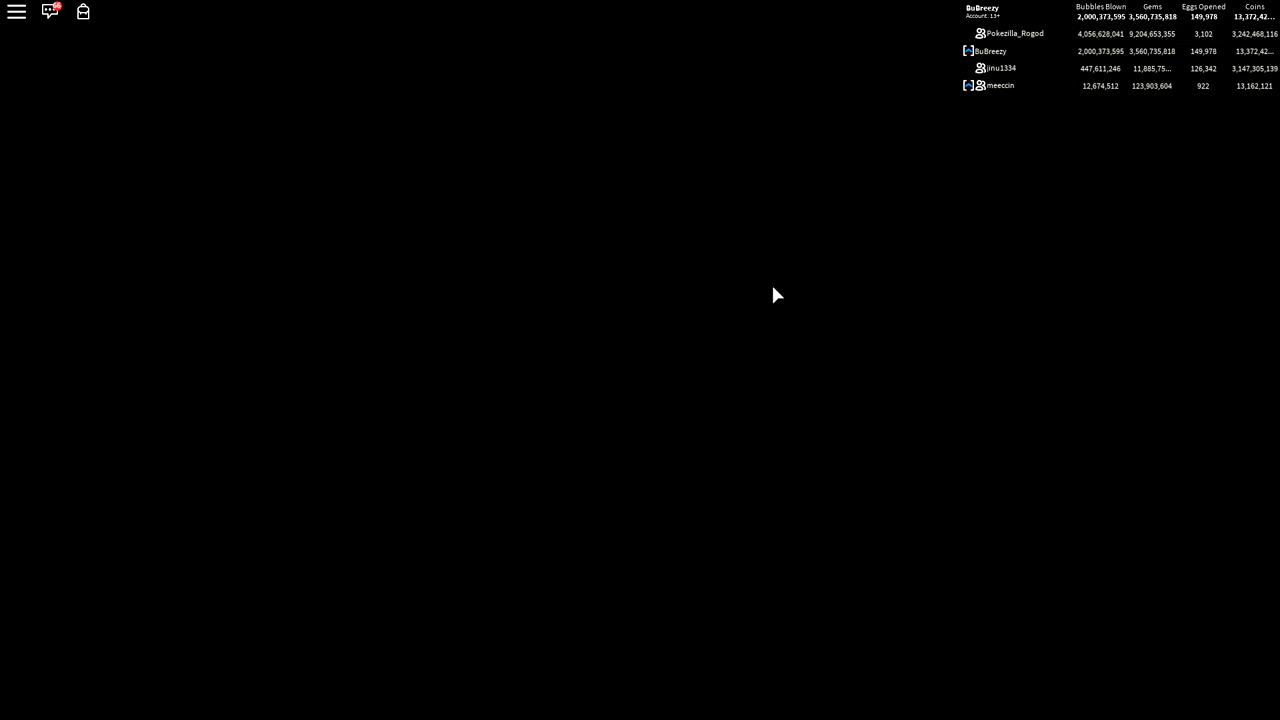 66
BuBreezy Bubbles Blown Gems Eggs Opened Coins
Account: 13+ 2,000,373,595 3,560,735,818 149,978 13,372,42...
Pokezilla_Rogod 4,056,628,041 9,204,653,355 3,102 3,242,468,116
BuBreezy 2,000,373,595 3,560,735,818 149,978 13,372,42...
jinu1334 447,611,246 11,885,75... 126,342 3,147,305,139
meeccin 12,674,512 123,903,604 922 13,162,121